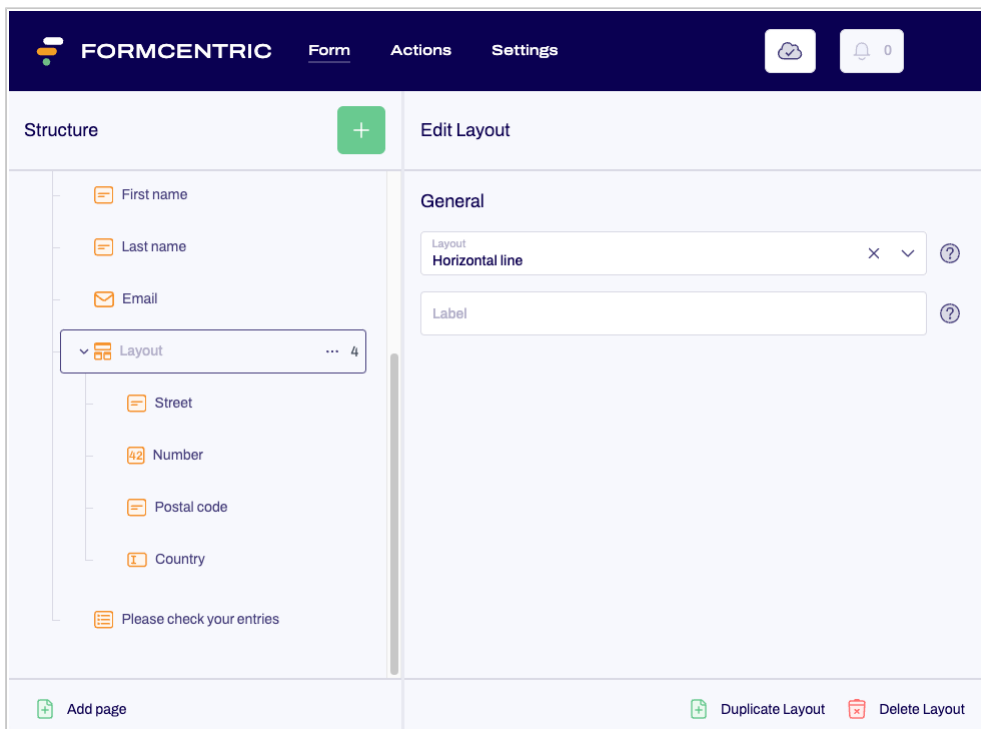 FORMCENTRIC Form Actions Settings 0
Structure
Edit Layout
First name
Last name
Email
Layout ... 4
Street
42 Number
Postal code
Country
Please check your entries
General
Layout
Horizontal line
?
Label
?
Add page
Duplicate Layout Delete Layout